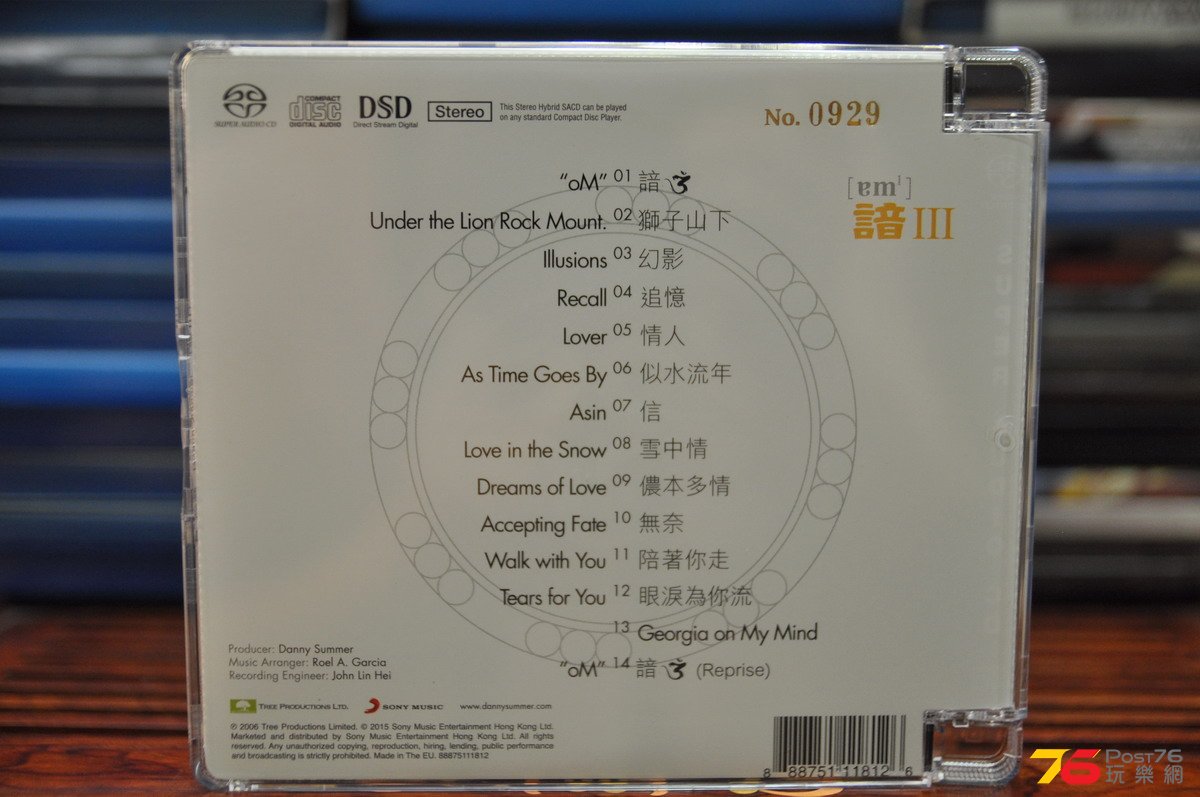 SUPER AUDIO CD
COMPACT disc DIGITAL AUDIO
DSD Direct Stream Digital
Stereo
This Stereo Hybrid SACD can be played
on any standard Compact Disc Player.
No. 0929
[ɐm¹]
諳 III
“oM” 01 諳 ॐ
Under the Lion Rock Mount. 02 獅子山下
Illusions 03 幻影
Recall 04 追憶
Lover 05 情人
As Time Goes By 06 似水流年
Asin 07 信
Love in the Snow 08 雪中情
Dreams of Love 09 儂本多情
Accepting Fate 10 無奈
Walk with You 11 陪著你走
Tears for You 12 眼淚為你流
13 Georgia on My Mind
“oM” 14 諳 ॐ (Reprise)
Producer: Danny Summer
Music Arranger: Roel A. Garcia
Recording Engineer: John Lin Hei
TREE PRODUCTIONS LTD. SONY MUSIC www.dannysummer.com
℗ 2006 Tree Productions Limited. © 2015 Sony Music Entertainment Hong Kong Ltd.
Marketed and distributed by Sony Music Entertainment Hong Kong Ltd. All rights
reserved. Any unauthorized copying, reproduction, hiring, lending, public performance
and broadcasting is strictly prohibited. Made in The EU. 88875111812
8 88751 11812 6
76 POST76
玩樂網